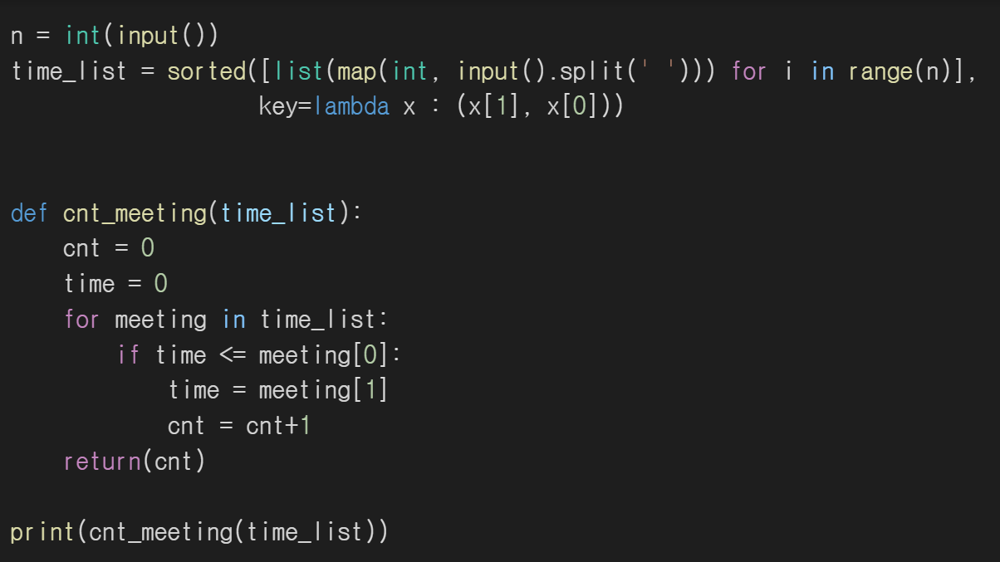 n = int(input())
time_list = sorted([list(map(int, input().split(' '))) for i in range(n)],
                   key=lambda x : (x[1], x[0]))
def cnt_meeting(time_list):
    cnt = 0
    time = 0
    for meeting in time_list:
        if time <= meeting[0]:
            time = meeting[1]
            cnt = cnt+1
    return(cnt)
print(cnt_meeting(time_list))